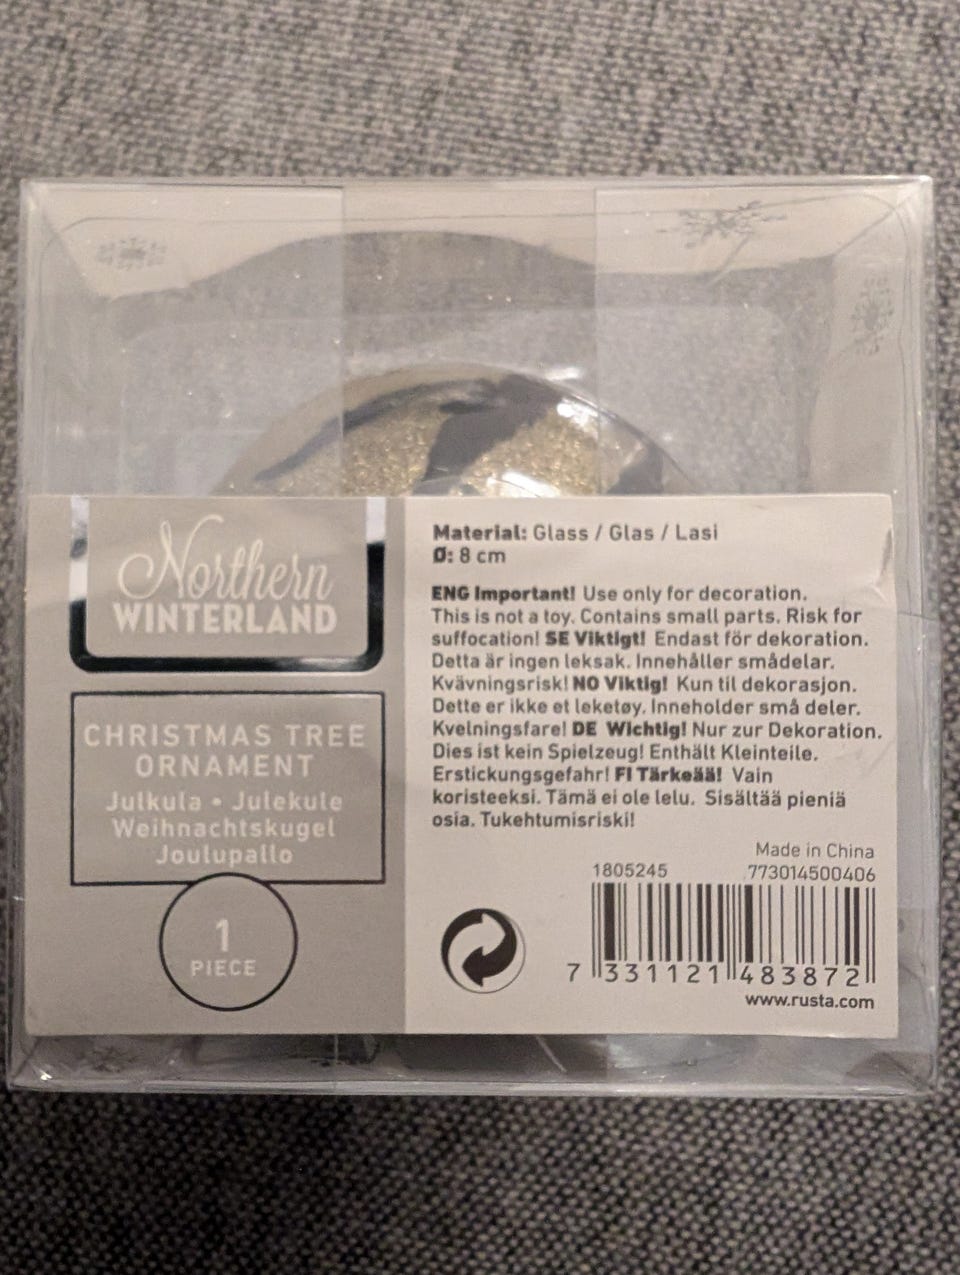 Northern
WINTERLAND
CHRISTMAS TREE
ORNAMENT
Julkula • Julekule
Weihnachtskugel
Joulupallo
1
PIECE
Material: Glass / Glas / Lasi
Ø: 8 cm
ENG Important! Use only for decoration.
This is not a toy. Contains small parts. Risk for
suffocation! SE Viktigt! Endast för dekoration.
Detta är ingen leksak. Innehåller smådelar.
Kvävningsrisk! NO Viktig! Kun til dekorasjon.
Dette er ikke et leketøy. Inneholder små deler.
Kvelningsfare! DE Wichtig! Nur zur Dekoration.
Dies ist kein Spielzeug! Enthält Kleinteile.
Erstickungsgefahr! FI Tärkeää! Vain
koristeeksi. Tämä ei ole lelu. Sisältää pieniä
osia. Tukehtumisriski!
Made in China
1805245 773014500406
7 331121 483872
www.rusta.com